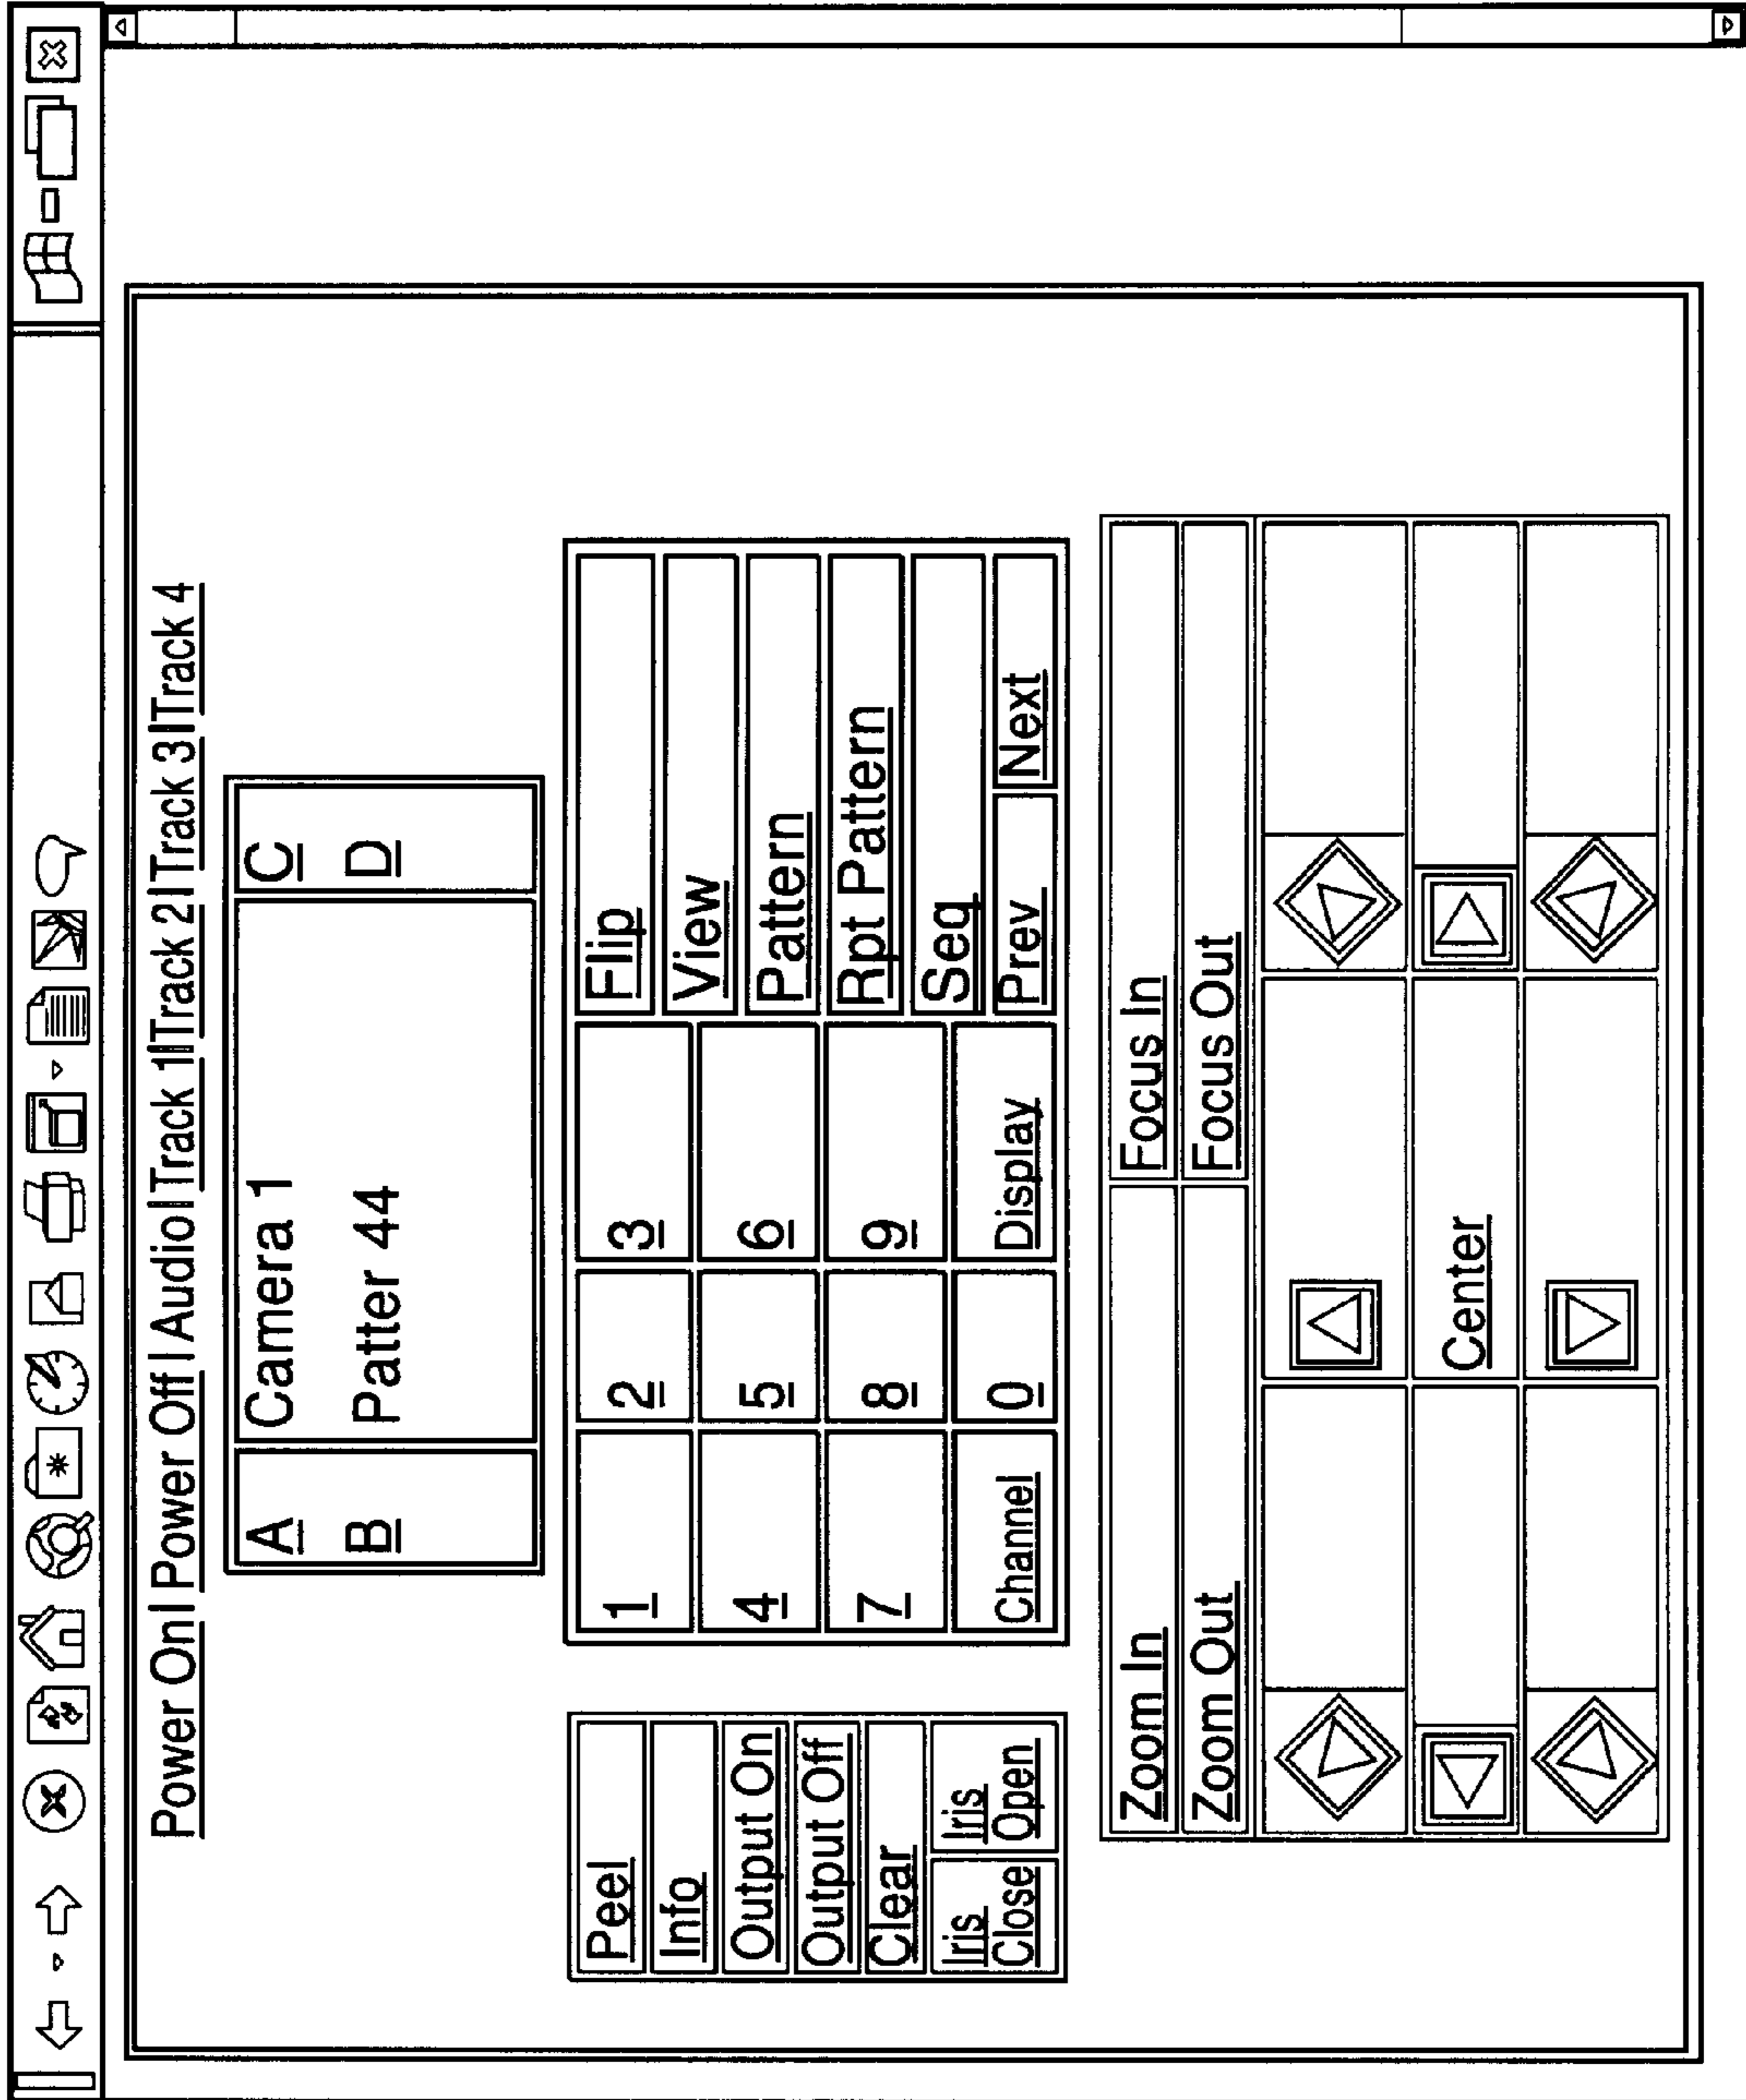 Power On | Power Off | Audio | Track 1 | Track 2 | Track 3 | Track 4
A Camera 1 C
B Patter 44 D
Peel
Info
Output On
Output Off
Clear
Iris Close Iris Open
1 2 3
4 5 6
7 8 9
Channel 0 Display
Flip
View
Pattern
Rpt Pattern
Seq
Prev Next
Zoom In Focus In
Zoom Out Focus Out
Center